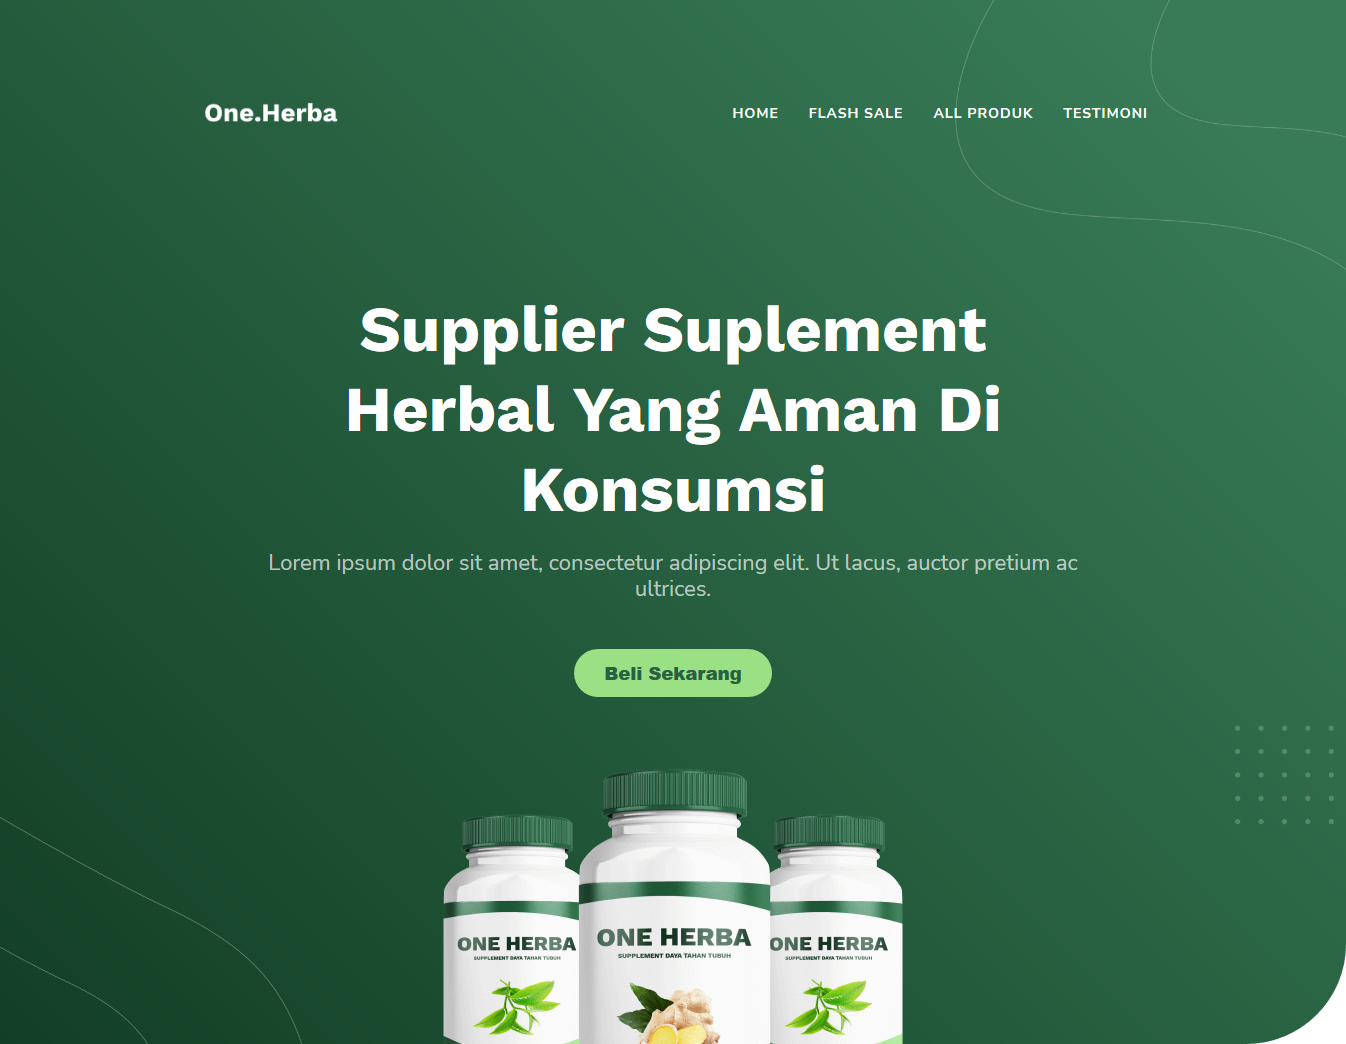 One.Herba
HOME FLASH SALE ALL PRODUK TESTIMONI
Supplier Suplement
Herbal Yang Aman Di
Konsumsi
Lorem ipsum dolor sit amet, consectetur adipiscing elit. Ut lacus, auctor pretium ac
ultrices.
Beli Sekarang
ONE HERBA
SUPPLEMENT DAYA TAHAN TUBUH
ONE HERBA
SUPPLEMENT DAYA TAHAN TUBUH
ONE HERBA
SUPPLEMENT DAYA TAHAN TUBUH